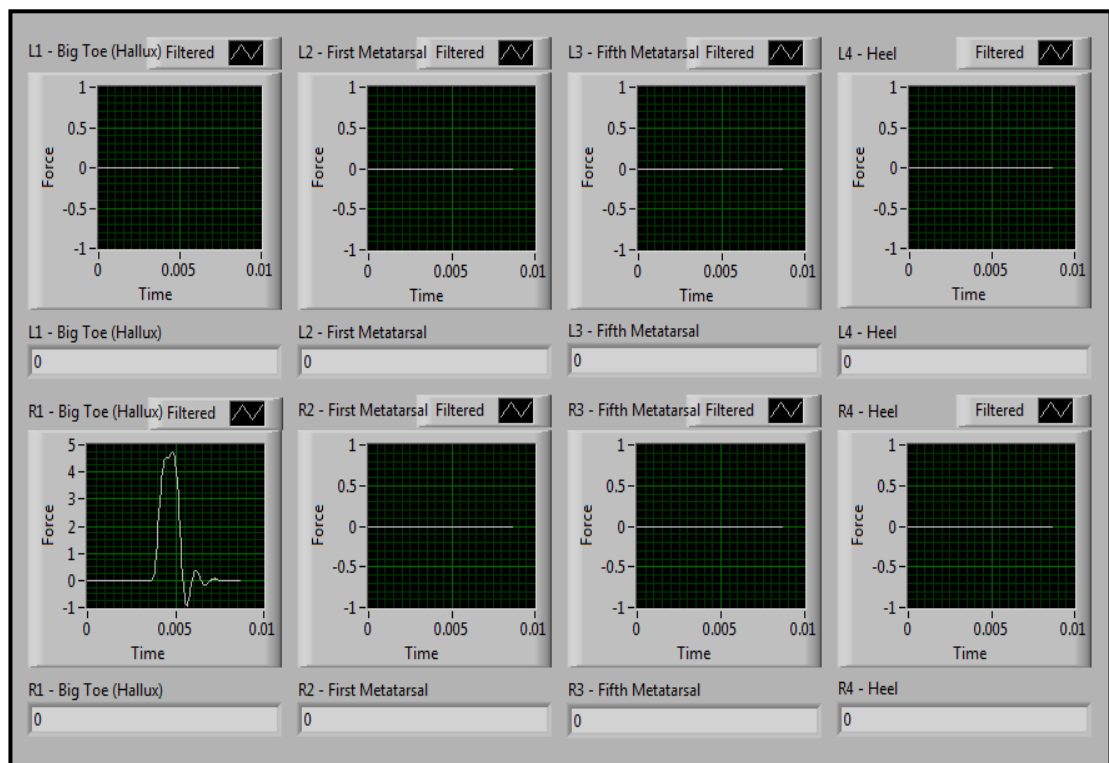 L1 - Big Toe (Hallux) Filtered
1
0.5
0
-0.5
-1
Force
0 0.005 0.01
Time
L2 - First Metatarsal Filtered
1
0.5
0
-0.5
-1
Force
0 0.005 0.01
Time
L3 - Fifth Metatarsal Filtered
1
0.5
0
-0.5
-1
Force
0 0.005 0.01
Time
L4 - Heel Filtered
1
0.5
0
-0.5
-1
Force
0 0.005 0.01
Time
L1 - Big Toe (Hallux)
0
L2 - First Metatarsal
0
L3 - Fifth Metatarsal
0
L4 - Heel
0
R1 - Big Toe (Hallux) Filtered
5
4
3
2
1
0
-1
Force
0 0.005 0.01
Time
R2 - First Metatarsal Filtered
1
0.5
0
-0.5
-1
Force
0 0.005 0.01
Time
R3 - Fifth Metatarsal Filtered
1
0.5
0
-0.5
-1
Force
0 0.005 0.01
Time
R4 - Heel Filtered
1
0.5
0
-0.5
-1
Force
0 0.005 0.01
Time
R1 - Big Toe (Hallux)
0
R2 - First Metatarsal
0
R3 - Fifth Metatarsal
0
R4 - Heel
0